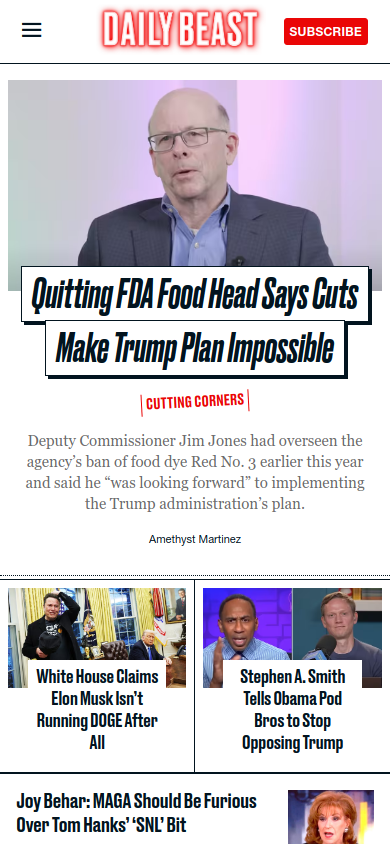 DAILY BEAST
SUBSCRIBE
Quitting FDA Food Head Says Cuts
Make Trump Plan Impossible
CUTTING CORNERS
Deputy Commissioner Jim Jones had overseen the
agency’s ban of food dye Red No. 3 earlier this year
and said he “was looking forward” to implementing
the Trump administration’s plan.
Amethyst Martinez
White House Claims
Elon Musk Isn’t
Running DOGE After
All
Stephen A. Smith
Tells Obama Pod
Bros to Stop
Opposing Trump
Joy Behar: MAGA Should Be Furious
Over Tom Hanks’ ‘SNL’ Bit